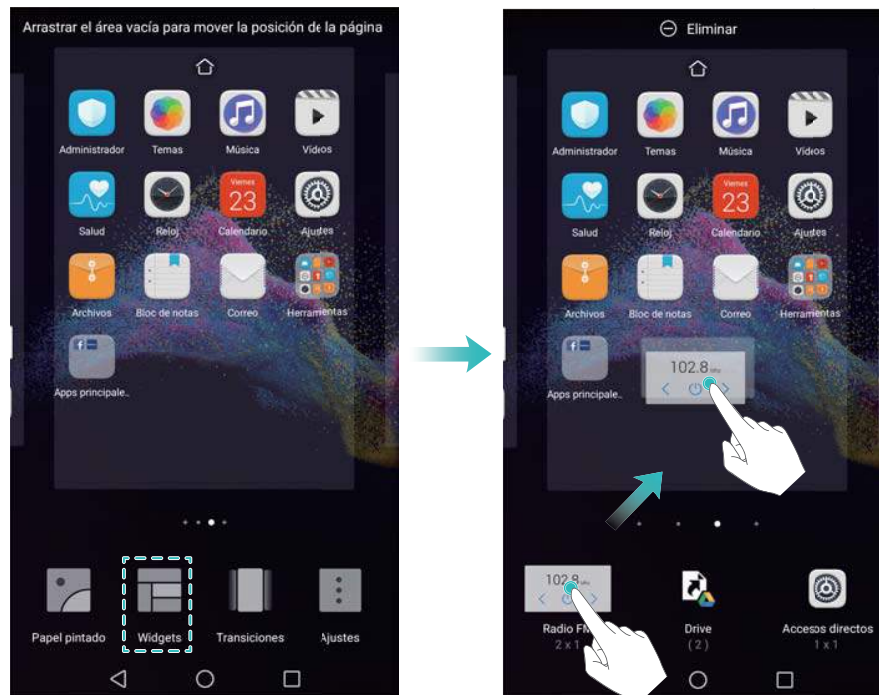 Arrastrar el área vacía para mover la posición de la página
Administrador Temas Música Vídeos
Viernes
23
Salud Reloj Calendario Ajustes
Archivos Bloc de notas Correo Herramientas
Apps principale..
Papel pintado Widgets Transiciones Ajustes
Eliminar
Administrador Temas Música Vídeos
Viernes
23
Salud Reloj Calendario Ajustes
Archivos Bloc de notas Correo Herramientas
102.8
Apps principale..
102.8
Radio FM Drive Accesos directos
2 x 1 (2) 1 x 1